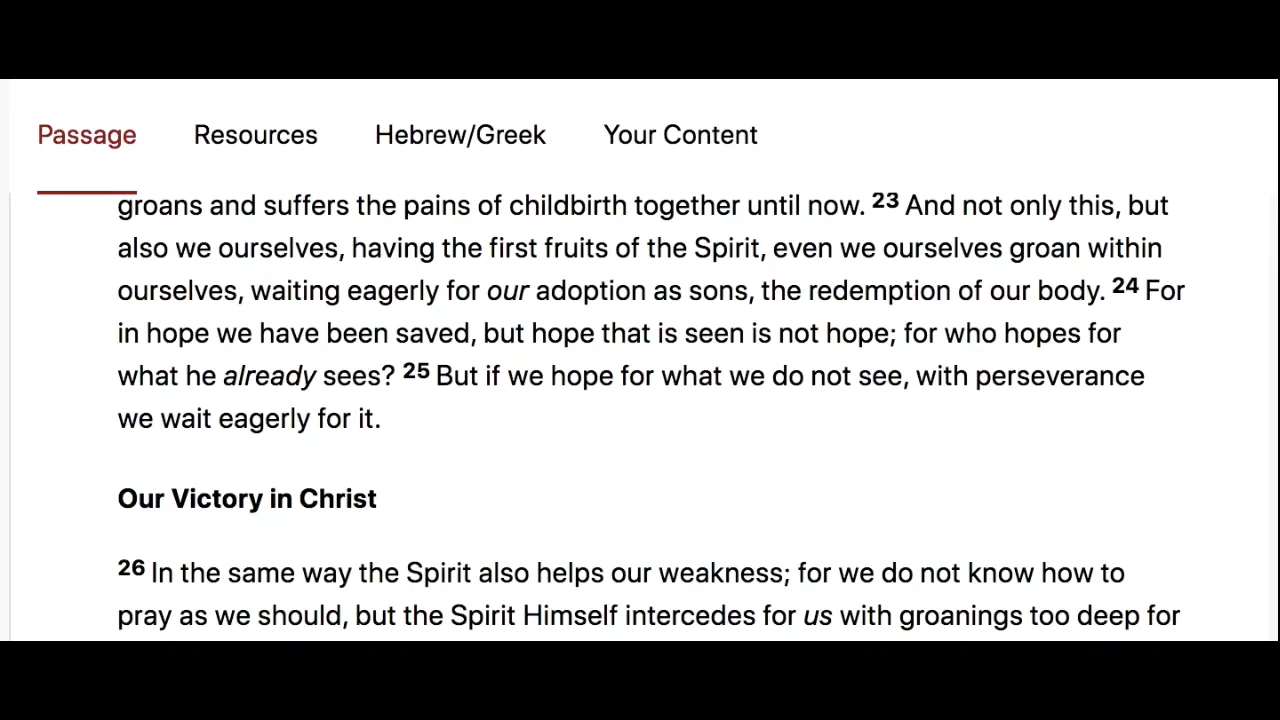 Passage Resources Hebrew/Greek Your Content
groans and suffers the pains of childbirth together until now. 23 And not only this, but
also we ourselves, having the first fruits of the Spirit, even we ourselves groan within
ourselves, waiting eagerly for our adoption as sons, the redemption of our body. 24 For
in hope we have been saved, but hope that is seen is not hope; for who hopes for
what he already sees? 25 But if we hope for what we do not see, with perseverance
we wait eagerly for it.
Our Victory in Christ
26 In the same way the Spirit also helps our weakness; for we do not know how to
pray as we should, but the Spirit Himself intercedes for us with groanings too deep for